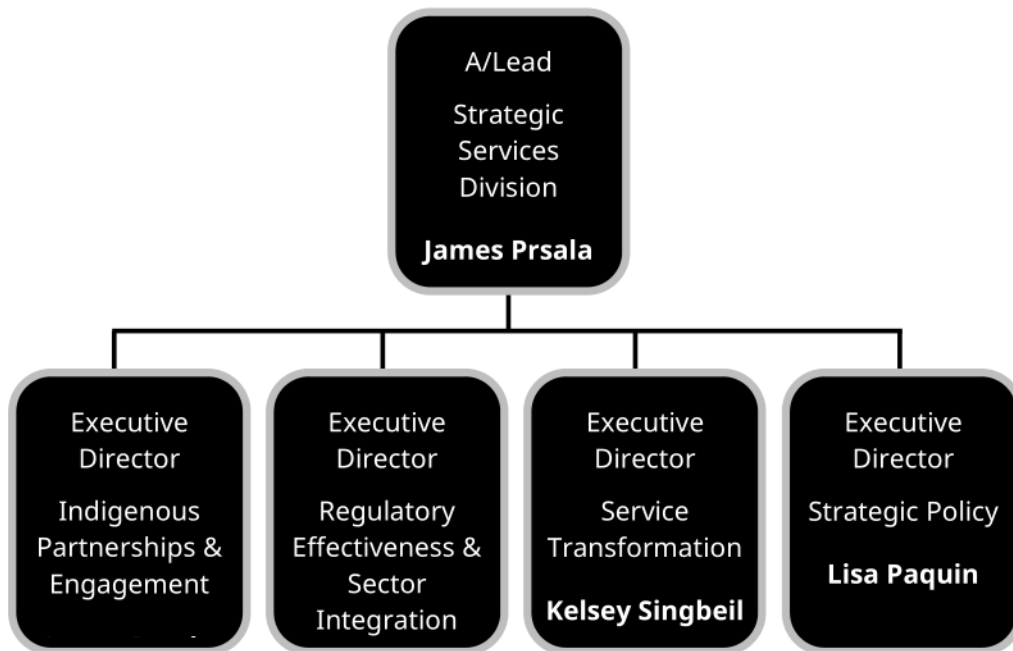 A/Lead
Strategic
Services
Division
James Prsala
Executive
Director
Indigenous
Partnerships &
Engagement
Executive
Director
Regulatory
Effectiveness &
Sector
Integration
Executive
Director
Service
Transformation
Kelsey Singbeil
Executive
Director
Strategic Policy
Lisa Paquin